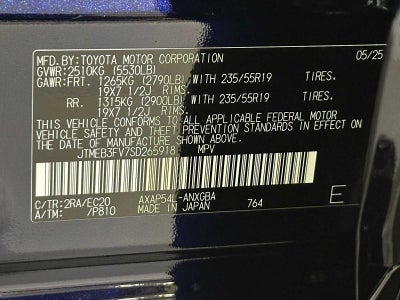 MFD.BY:TOYOTA MOTOR CORPORATION 05/25
GVWR:2510KG (5530LB)
GAWR:FRT. 1265KG (2790LB) WITH 235/55R19 TIRES.
19X7 1/2J RIMS.
RR. 1315KG (2900LB) WITH 235/55R19 TIRES.
19X7 1/2J RIMS.
THIS VEHICLE CONFORMS TO ALL APPLICABLE FEDERAL MOTOR
VEHICLE SAFETY AND THEFT PREVENTION STANDARDS IN EFFECT ON
THE DATE OF MANUFACTURE SHOWN ABOVE.
JTMEB3FV7SD265918 MPV
C/TR:2RA/EC20 AXAP54L-ANXGBA
A/TM: /P810 MADE IN JAPAN 764 E